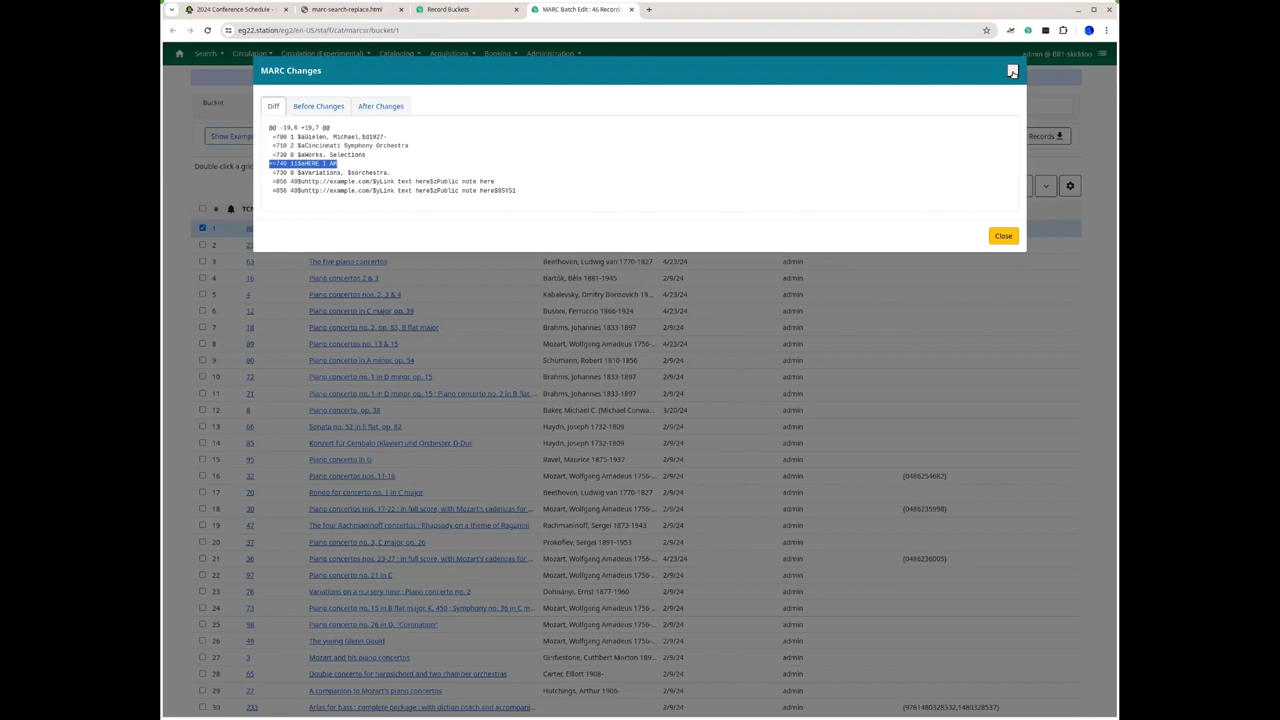 2024 Conference Schedule -
marc-search-replace.html
Record Buckets
MARC Batch Edit : 46 Record
eg22.station/eg2/en-US/staff/cat/marcsr/bucket/1
Search Circulation Circulation (Experimental) Cataloging Acquisitions Booking Administration admin @ BR1-skiddoo
MARC Changes
Bucket
Diff Before Changes After Changes
Show Examp
Records
Double-click a grid
@@ -19,6 +19,7 @@
=700 1 $aGielen, Michael,$d1927-
=710 2 $aCincinnati Symphony Orchestra
=730 0 $aWorks. Selections
+=740 11$aHERE I AM
=730 0 $aVariations, $sorchestra.
=856 40$uhttp://example.com/$yLink text here$zPublic note here
=856 40$uhttp://example.com/$yLink text here$zPublic note here$9SYS1
Close
# TCN
1
2
3 63 The five piano concertos Beethoven, Ludwig van 1770-1827 4/23/24 admin
4 16 Piano concertos 2 & 3 Bartók, Béla 1881-1945 2/9/24 admin
5 4 Piano concertos nos. 2, 3 & 4 Kabalevsky, Dmitry Borisovich 19... 4/23/24 admin
6 12 Piano concerto in C major, op. 39 Busoni, Ferruccio 1866-1924 4/23/24 admin
7 18 Piano concerto no. 2, op. 83, B flat major Brahms, Johannes 1833-1897 2/9/24 admin
8 89 Piano concertos no. 13 & 15 Mozart, Wolfgang Amadeus 1756-... 4/23/24 admin
9 80 Piano concerto in A minor, op. 54 Schumann, Robert 1810-1856 2/9/24 admin
10 72 Piano concerto no. 1 in D minor, op. 15 Brahms, Johannes 1833-1897 2/9/24 admin
11 71 Piano concerto no. 1 in D minor, op. 15 ; Piano concerto no. 2 in B flat ... Brahms, Johannes 1833-1897 2/9/24 admin
12 8 Piano concerto, op. 38 Baker, Michael C. (Michael Conwa... 3/20/24 admin
13 66 Sonata no. 52 in E flat, op. 82 Haydn, Joseph 1732-1809 2/9/24 admin
14 85 Konzert für Cembalo (Klavier) und Orchester, D-Dur Haydn, Joseph 1732-1809 2/9/24 admin
15 95 Piano concerto in G Ravel, Maurice 1875-1937 2/9/24 admin
16 32 Piano concertos nos. 11-16 Mozart, Wolfgang Amadeus 1756-... 2/9/24 admin {0486254682}
17 70 Rondo for concerto no. 1 in C major Beethoven, Ludwig van 1770-1827 2/9/24 admin
18 30 Piano concertos nos. 17-22 : in full score, with Mozart's cadenzas for ... Mozart, Wolfgang Amadeus 1756-... 2/9/24 admin {0486235998}
19 47 The four Rachmaninoff concertos ; Rhapsody on a theme of Paganini Rachmaninoff, Sergei 1873-1943 2/9/24 admin
20 37 Piano concerto no. 3, C major, op. 26 Prokofiev, Sergei 1891-1953 2/9/24 admin
21 36 Piano concertos nos. 23-27 : in full score, with Mozart's cadenzas for ... Mozart, Wolfgang Amadeus 1756-... 4/23/24 admin {0486236005}
22 97 Piano concerto no. 21 in C Mozart, Wolfgang Amadeus 1756-... 2/9/24 admin
23 76 Variations on a nursery tune ; Piano concerto no. 2 Dohnányi, Ernst 1877-1960 2/9/24 admin
24 73 Piano concerto no. 15 in B flat major, K. 450 ; Symphony no. 36 in C m... Mozart, Wolfgang Amadeus 1756-... 2/9/24 admin
25 98 Piano concerto no. 26 in D, "Coronation" Mozart, Wolfgang Amadeus 1756-... 2/9/24 admin
26 49 The young Glenn Gould Mozart, Wolfgang Amadeus 1756-... 2/9/24 admin
27 3 Mozart and his piano concertos Girdlestone, Cuthbert Morton 189... 2/9/24 admin
28 65 Double concerto for harpsichord and two chamber orchestras Carter, Elliott 1908- 2/9/24 admin
29 77 A companion to Mozart's piano concertos Hutchings, Arthur 1906- 2/9/24 admin
30 233 Arias for bass : complete package : with diction coach and accompani... 2/9/24 admin {9781480328532,1480328537}